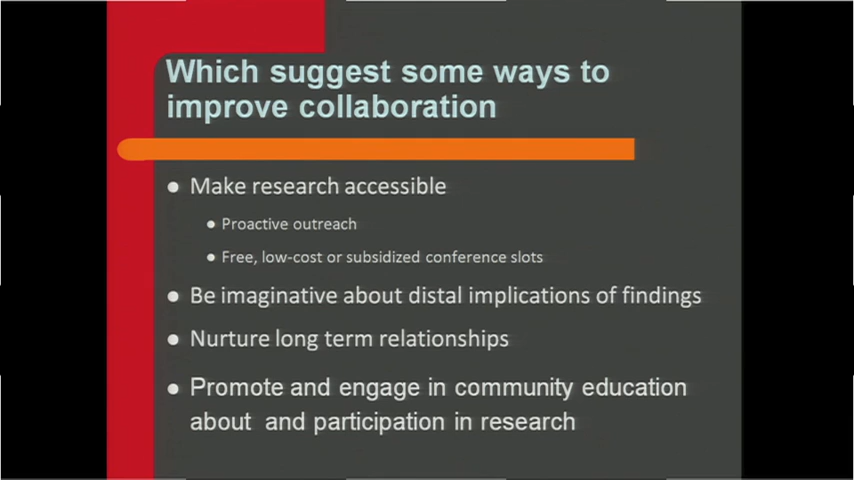 Which suggest some ways to
improve collaboration
● Make research accessible
● Proactive outreach
● Free, low-cost or subsidized conference slots
● Be imaginative about distal implications of findings
● Nurture long term relationships
● Promote and engage in community education
about and participation in research